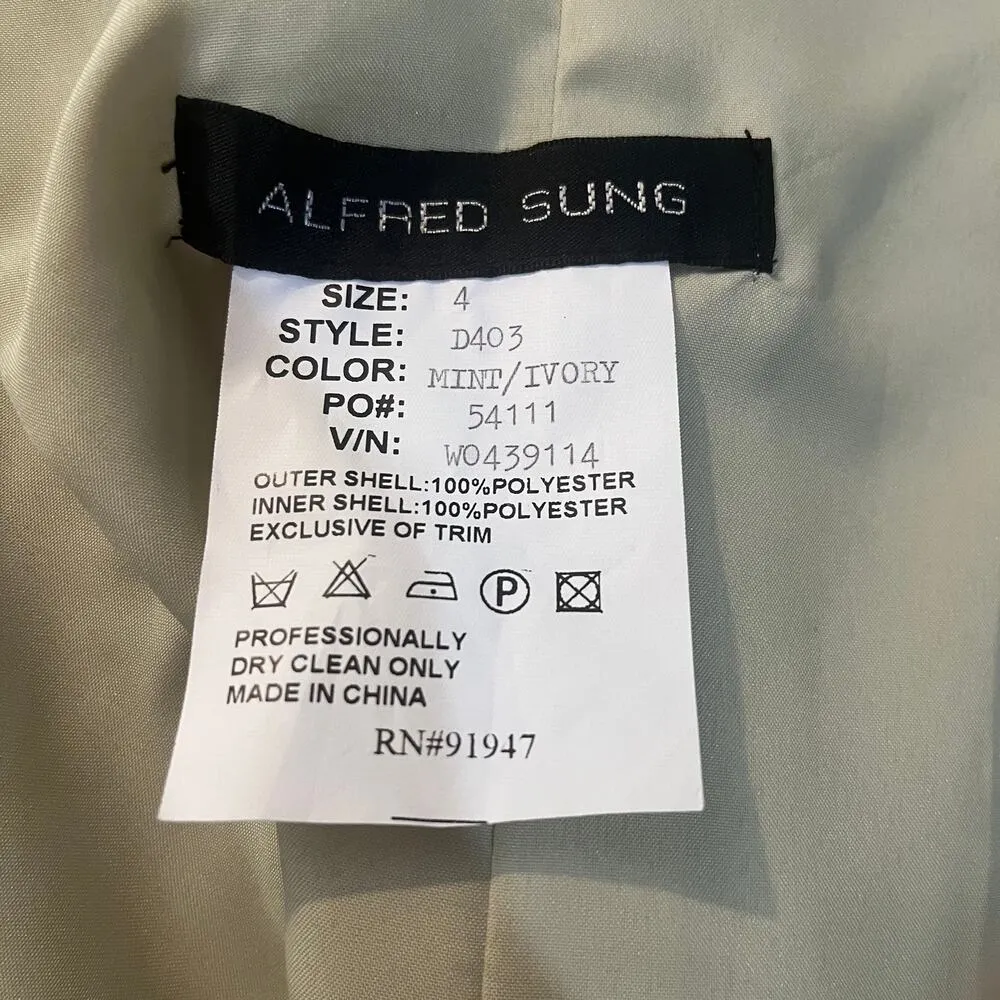 ALFRED SUNG
SIZE: 4
STYLE: D403
COLOR: MINT/IVORY
PO#: 54111
V/N: W0439114
OUTER SHELL:100%POLYESTER
INNER SHELL:100%POLYESTER
EXCLUSIVE OF TRIM
P
PROFESSIONALLY
DRY CLEAN ONLY
MADE IN CHINA
RN#91947